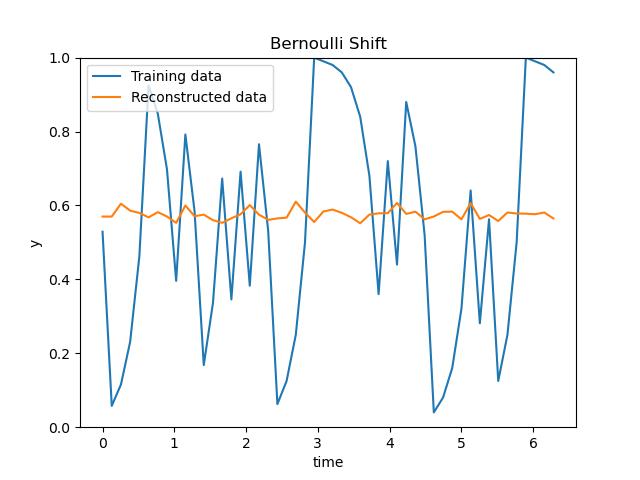 Bernoulli Shift
Training data
Reconstructed data
y
1.0
0.8
0.6
0.4
0.2
0.0
0 1 2 3 4 5 6
time